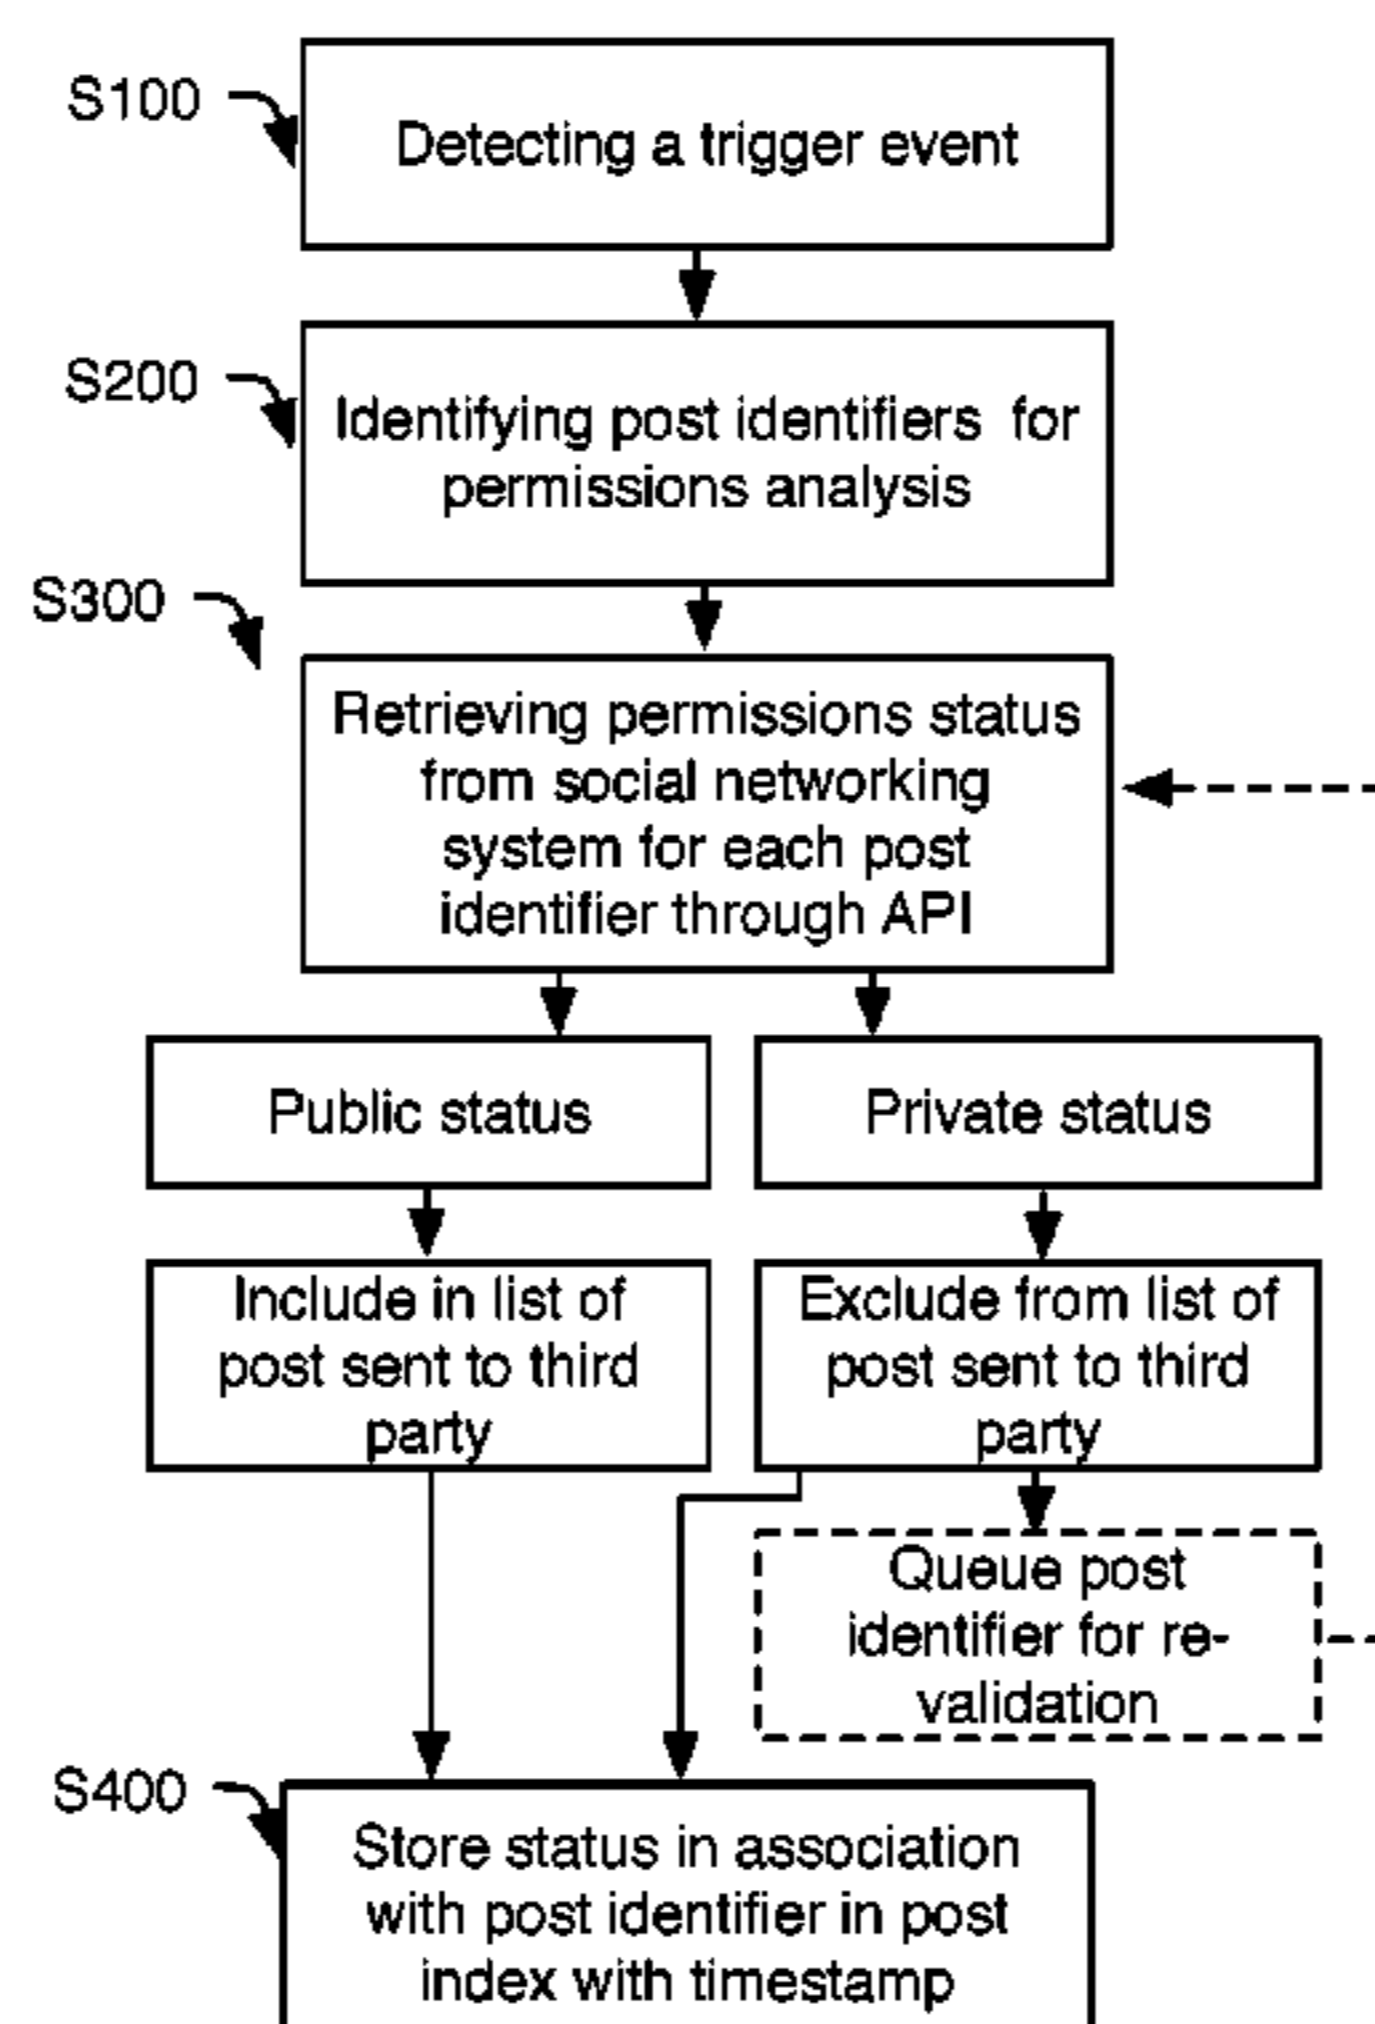 S100
Detecting a trigger event
S200
Identifying post identifiers for
permissions analysis
S300
Retrieving permissions status
from social networking
system for each post
identifier through API
Public status
Private status
Include in list of
post sent to third
party
Exclude from list of
post sent to third
party
Queue post
identifier for re-
validation
S400
Store status in association
with post identifier in post
index with timestamp